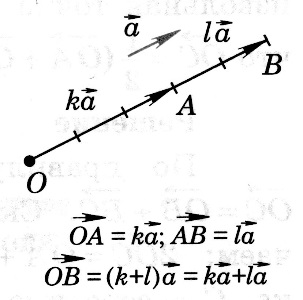 a⃗
la⃗
B
ka⃗
A
O
OA⃗ = ka⃗; AB⃗ = la⃗
OB⃗ = (k+l)a⃗ = ka⃗+la⃗